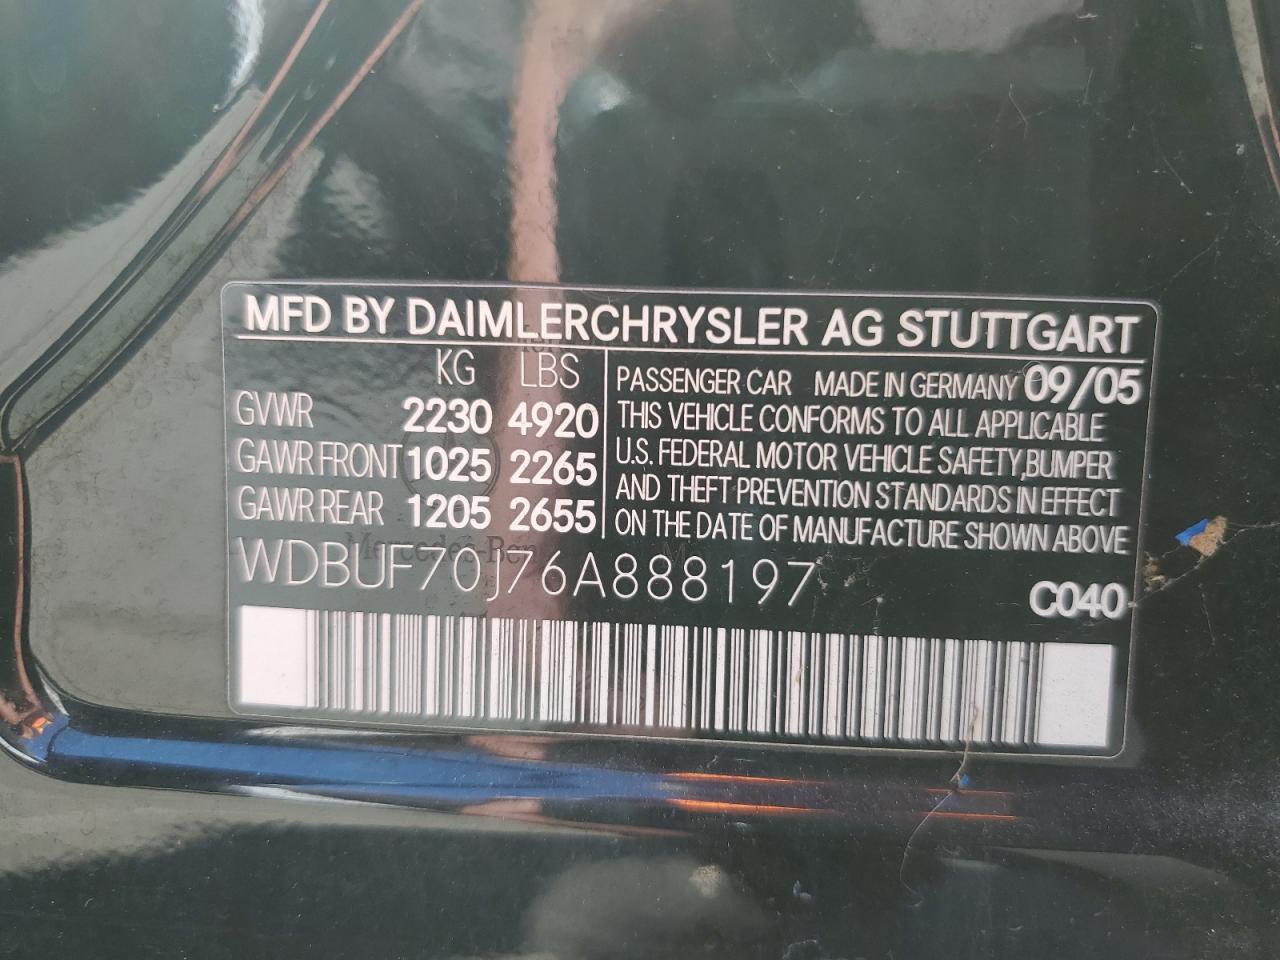 MFD BY DAIMLERCHRYSLER AG STUTTGART
KG LBS
GVWR 2230 4920
GAWR FRONT 1025 2265
GAWR REAR 1205 2655
PASSENGER CAR MADE IN GERMANY 09/05
THIS VEHICLE CONFORMS TO ALL APPLICABLE
U.S. FEDERAL MOTOR VEHICLE SAFETY, BUMPER
AND THEFT PREVENTION STANDARDS IN EFFECT
ON THE DATE OF MANUFACTURE SHOWN ABOVE
Mercedes-Benz
WDBUF70J76A888197
C040